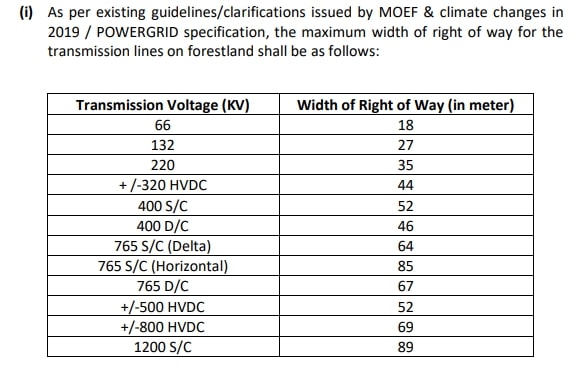 (i) As per existing guidelines/clarifications issued by MOEF & climate changes in
2019 / POWERGRID specification, the maximum width of right of way for the
transmission lines on forestland shall be as follows:
Transmission Voltage (KV) Width of Right of Way (in meter)
66 18
132 27
220 35
+/-320 HVDC 44
400 S/C 52
400 D/C 46
765 S/C (Delta) 64
765 S/C (Horizontal) 85
765 D/C 67
+/-500 HVDC 52
+/-800 HVDC 69
1200 S/C 89